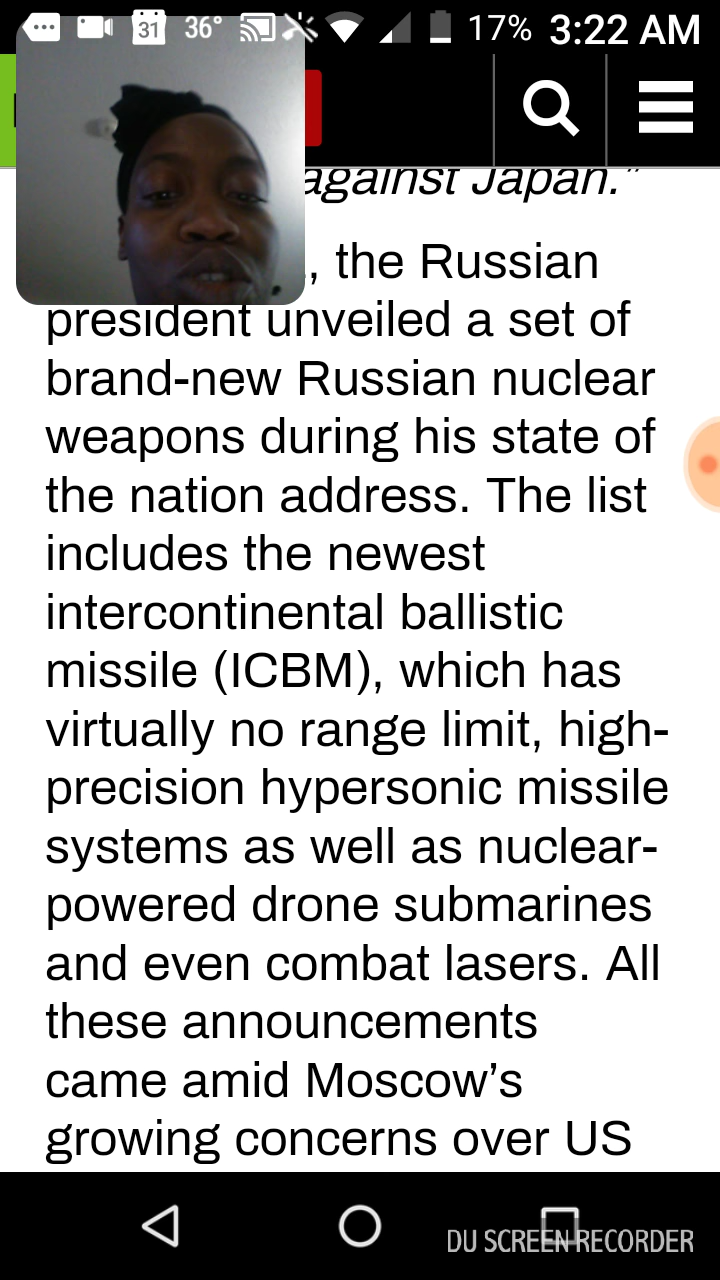 31 36° 17% 3:22 AM
against Japan."
, the Russian
president unveiled a set of
brand-new Russian nuclear
weapons during his state of
the nation address. The list
includes the newest
intercontinental ballistic
missile (ICBM), which has
virtually no range limit, high-
precision hypersonic missile
systems as well as nuclear-
powered drone submarines
and even combat lasers. All
these announcements
came amid Moscow’s
growing concerns over US
DU SCREEN RECORDER